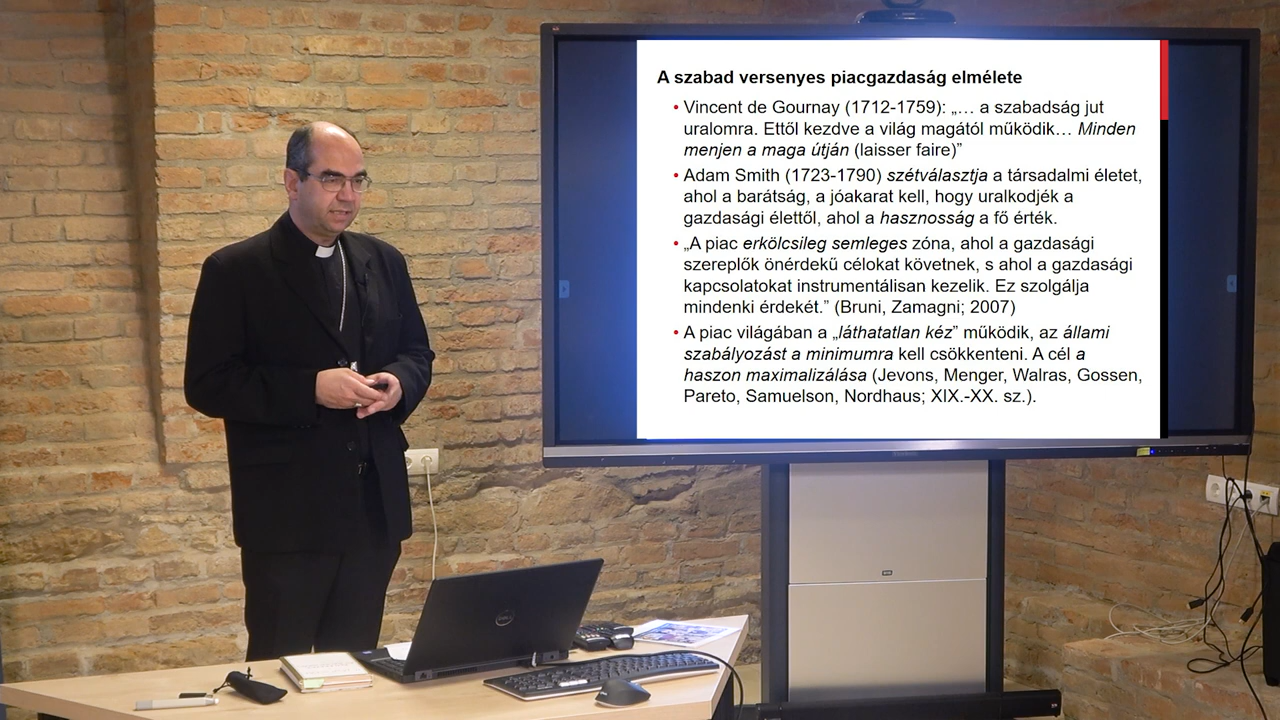 A szabad versenyes piacgazdaság elmélete
• Vincent de Gournay (1712-1759): „… a szabadság jut
uralomra. Ettől kezdve a világ magától működik… Minden
menjen a maga útján (laisser faire)”
• Adam Smith (1723-1790) szétválasztja a társadalmi életet,
ahol a barátság, a jóakarat kell, hogy uralkodjék a
gazdasági élettől, ahol a hasznosság a fő érték.
• „A piac erkölcsileg semleges zóna, ahol a gazdasági
szereplők önérdekű célokat követnek, s ahol a gazdasági
kapcsolatokat instrumentálisan kezelik. Ez szolgálja
mindenki érdekét.” (Bruni, Zamagni; 2007)
• A piac világában a „láthatatlan kéz” működik, az állami
szabályozást a minimumra kell csökkenteni. A cél a
haszon maximalizálása (Jevons, Menger, Walras, Gossen,
Pareto, Samuelson, Nordhaus; XIX.-XX. sz.).
DELL